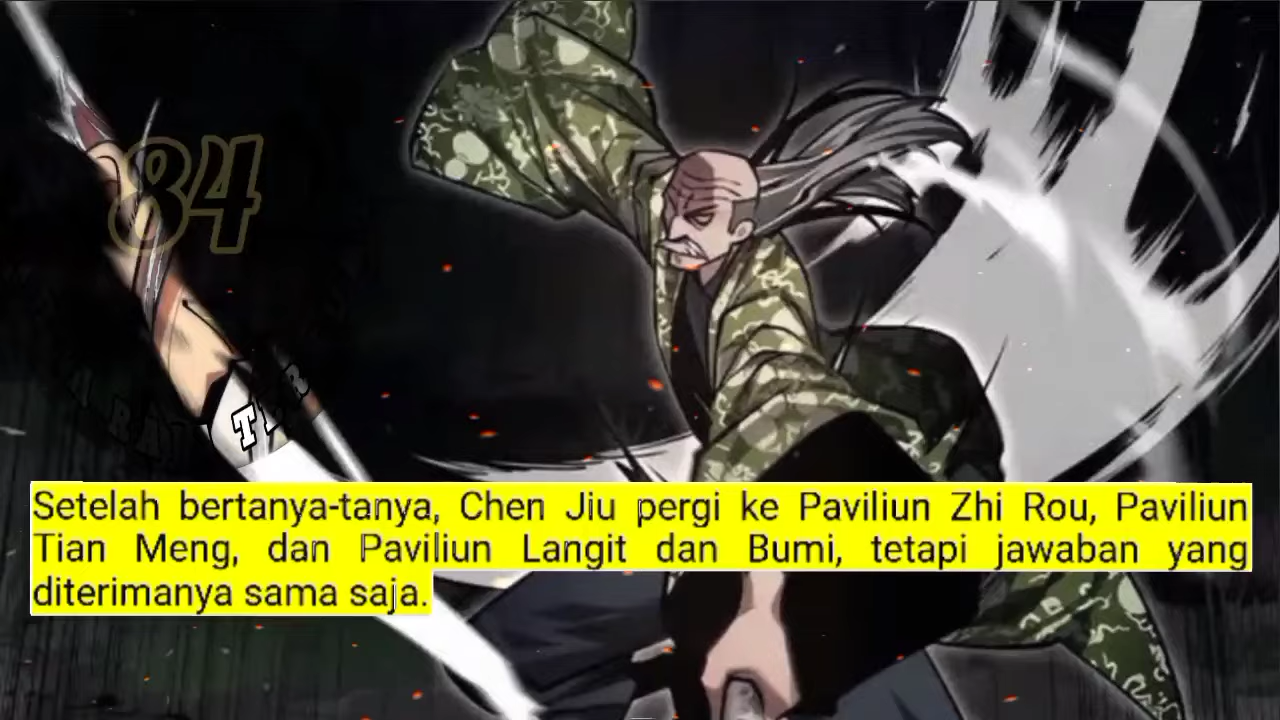 84
Setelah bertanya-tanya, Chen Jiu pergi ke Paviliun Zhi Rou, Paviliun
Tian Meng, dan Paviliun Langit dan Bumi, tetapi jawaban yang
diterimanya sama saja.